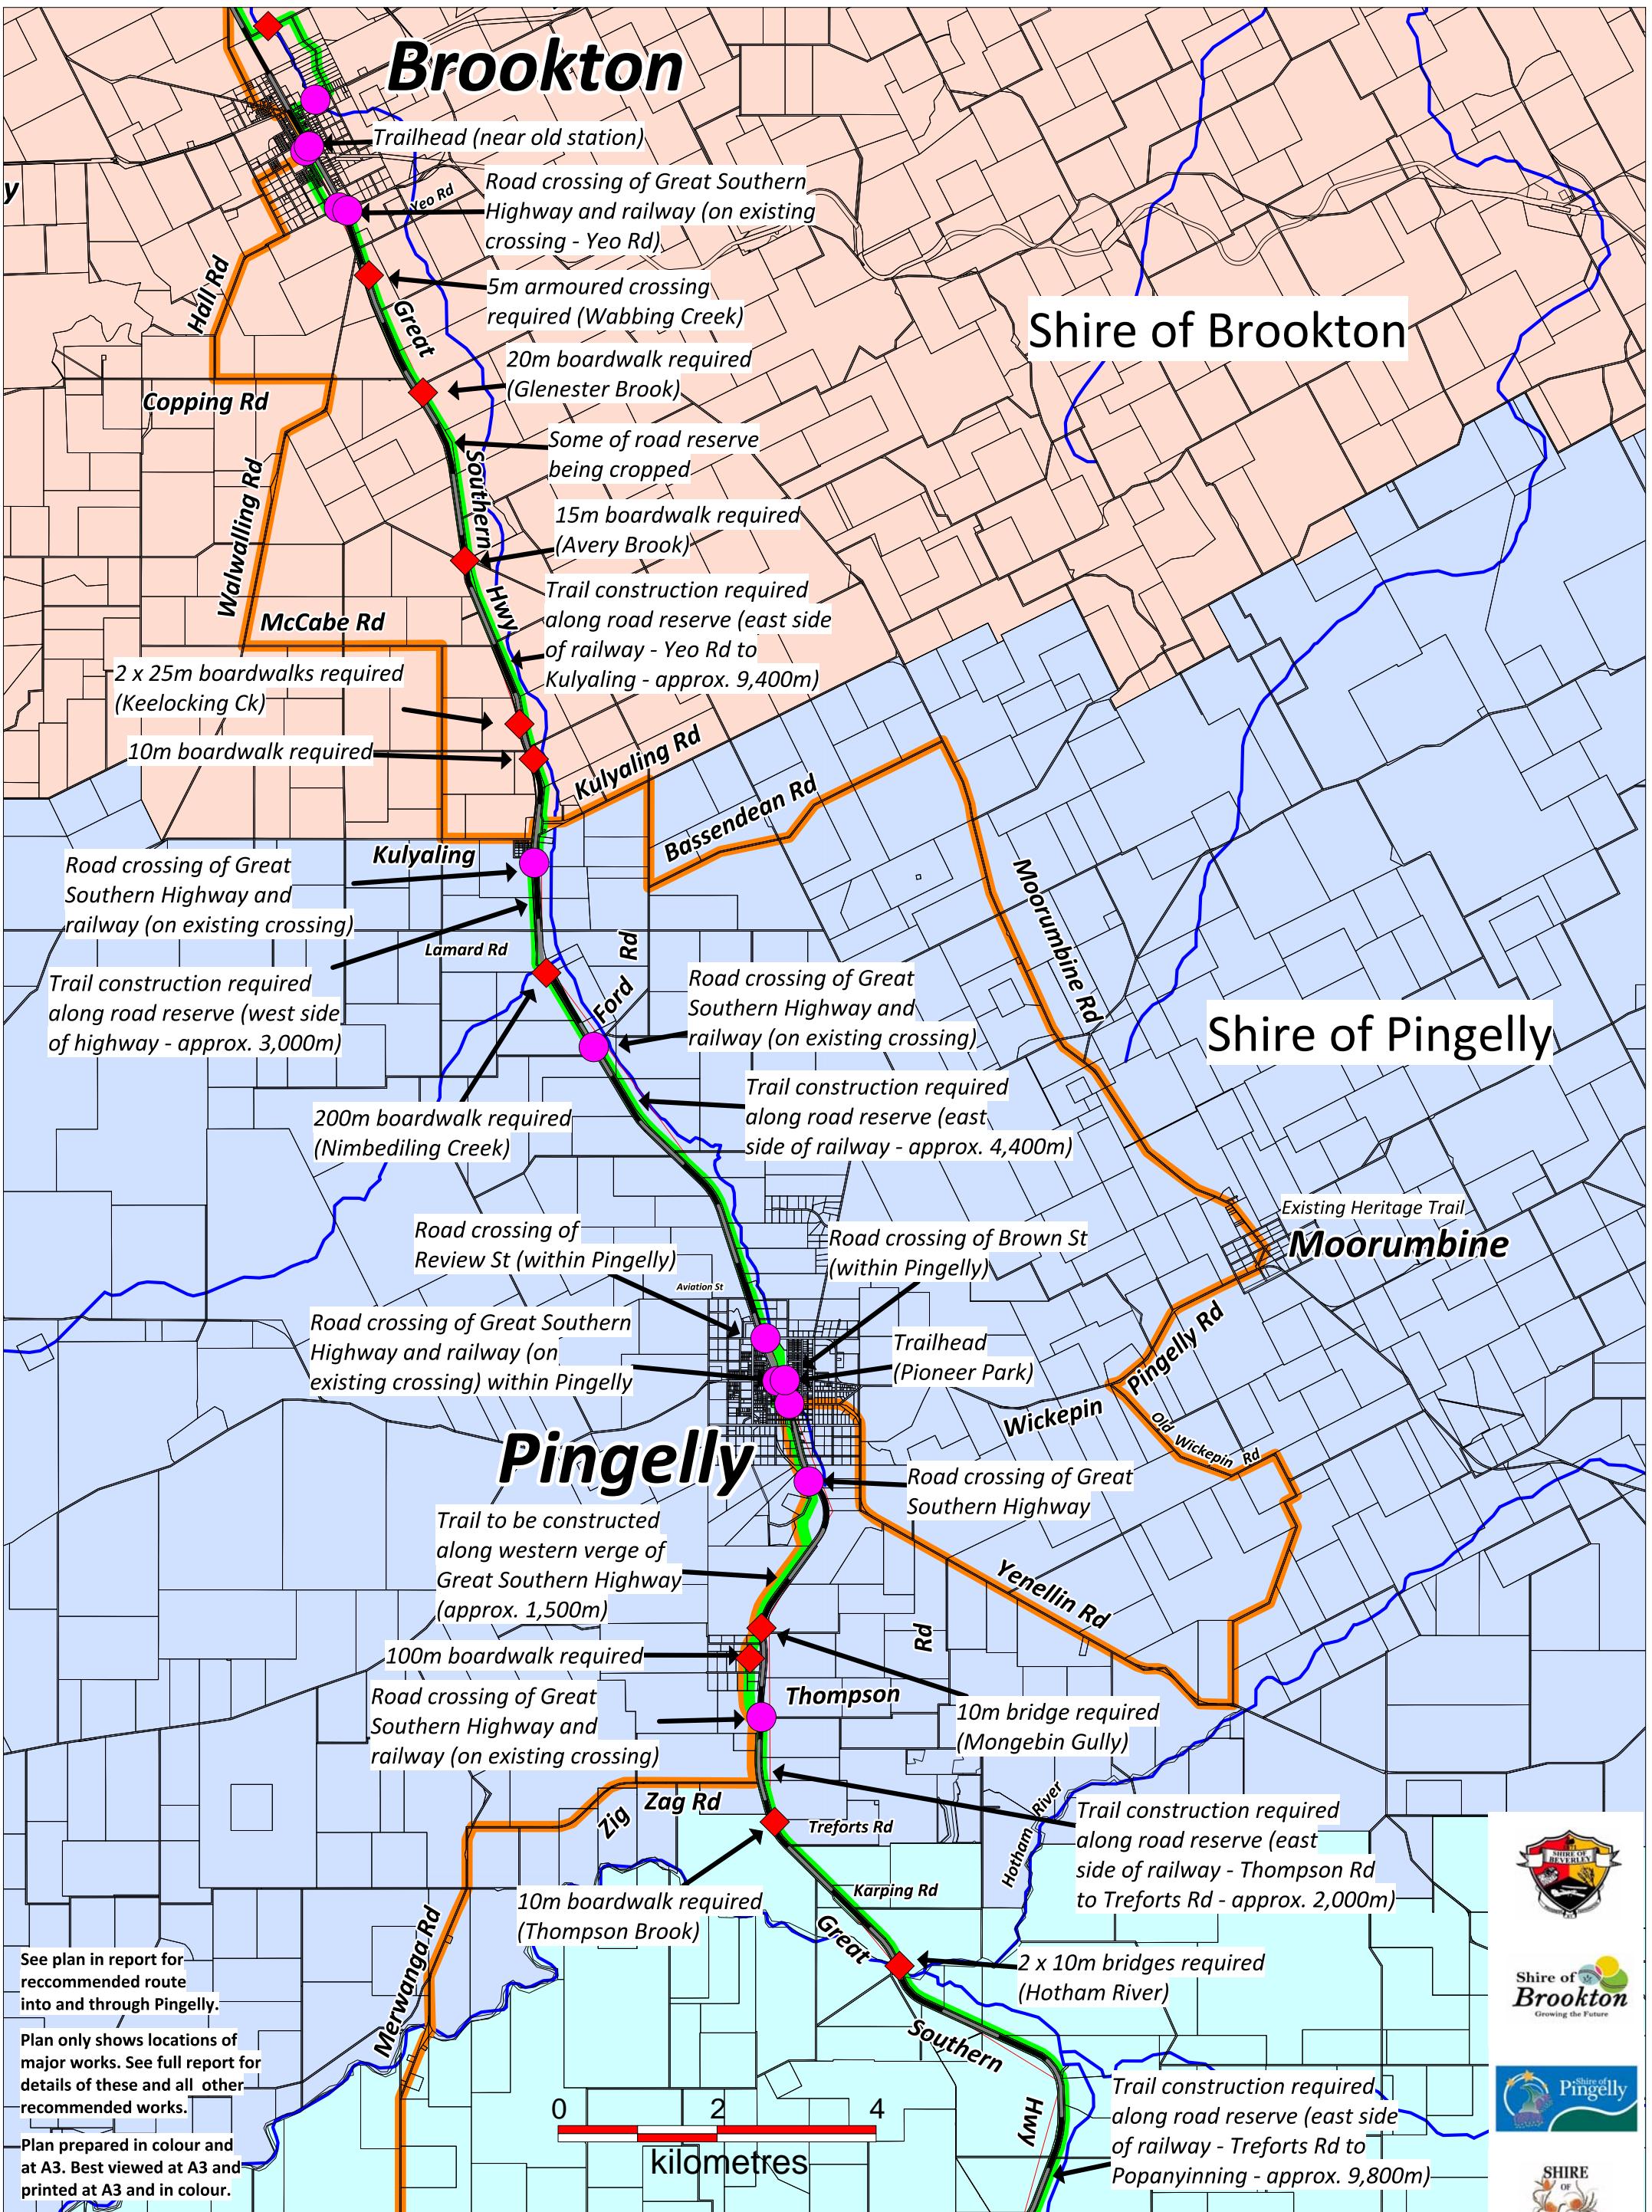 Brookton
Trailhead (near old station)
y
Yeo Rd
Road crossing of Great Southern
Highway and railway (on existing
crossing - Yeo Rd)
Hall Rd
5m armoured crossing
required (Wabbing Creek)
Great
Shire of Brookton
20m boardwalk required
(Glenester Brook)
Copping Rd
Some of road reserve
being cropped
Southern
Walwalling Rd
15m boardwalk required
(Avery Brook)
Hwy
Trail construction required
along road reserve (east side
of railway - Yeo Rd to
Kulyaling - approx. 9,400m)
McCabe Rd
2 x 25m boardwalks required
(Keelocking Ck)
10m boardwalk required
Kulyaling Rd
Bassendean Rd
Kulyaling
Road crossing of Great
Southern Highway and
railway (on existing crossing)
Moorumbine Rd
Lamard Rd
Ford Rd
Trail construction required
along road reserve (west side
of highway - approx. 3,000m)
Road crossing of Great
Southern Highway and
railway (on existing crossing)
Shire of Pingelly
200m boardwalk required
(Nimbediling Creek)
Trail construction required
along road reserve (east
side of railway - approx. 4,400m)
Existing Heritage Trail
Moorumbine
Road crossing of
Review St (within Pingelly)
Road crossing of Brown St
(within Pingelly)
Aviation St
Road crossing of Great Southern
Highway and railway (on
existing crossing) within Pingelly
Trailhead
(Pioneer Park)
Pingelly Rd
Wickepin
Old Wickepin Rd
Pingelly
Road crossing of Great
Southern Highway
Trail to be constructed
along western verge of
Great Southern Highway
(approx. 1,500m)
Yenellin Rd
Rd
100m boardwalk required
Thompson
Road crossing of Great
Southern Highway and
railway (on existing crossing)
10m bridge required
(Mongebin Gully)
Zig Zag Rd
Treforts Rd
Hotham River
Trail construction required
along road reserve (east
side of railway - Thompson Rd
to Treforts Rd - approx. 2,000m)
SHIRE OF
BEVERLEY
10m boardwalk required
(Thompson Brook)
Karping Rd
Great
Merwanga Rd
2 x 10m bridges required
(Hotham River)
Shire of
Brookton
Growing the Future
See plan in report for
reccommended route
into and through Pingelly.
Plan only shows locations of
major works. See full report for
details of these and all other
recommended works.
Plan prepared in colour and
at A3. Best viewed at A3 and
printed at A3 and in colour.
Southern
Hwy
Shire of
Pingelly
0 2 4
kilometres
Trail construction required
along road reserve (east side
of railway - Treforts Rd to
Popanyinning - approx. 9,800m)
SHIRE
OF